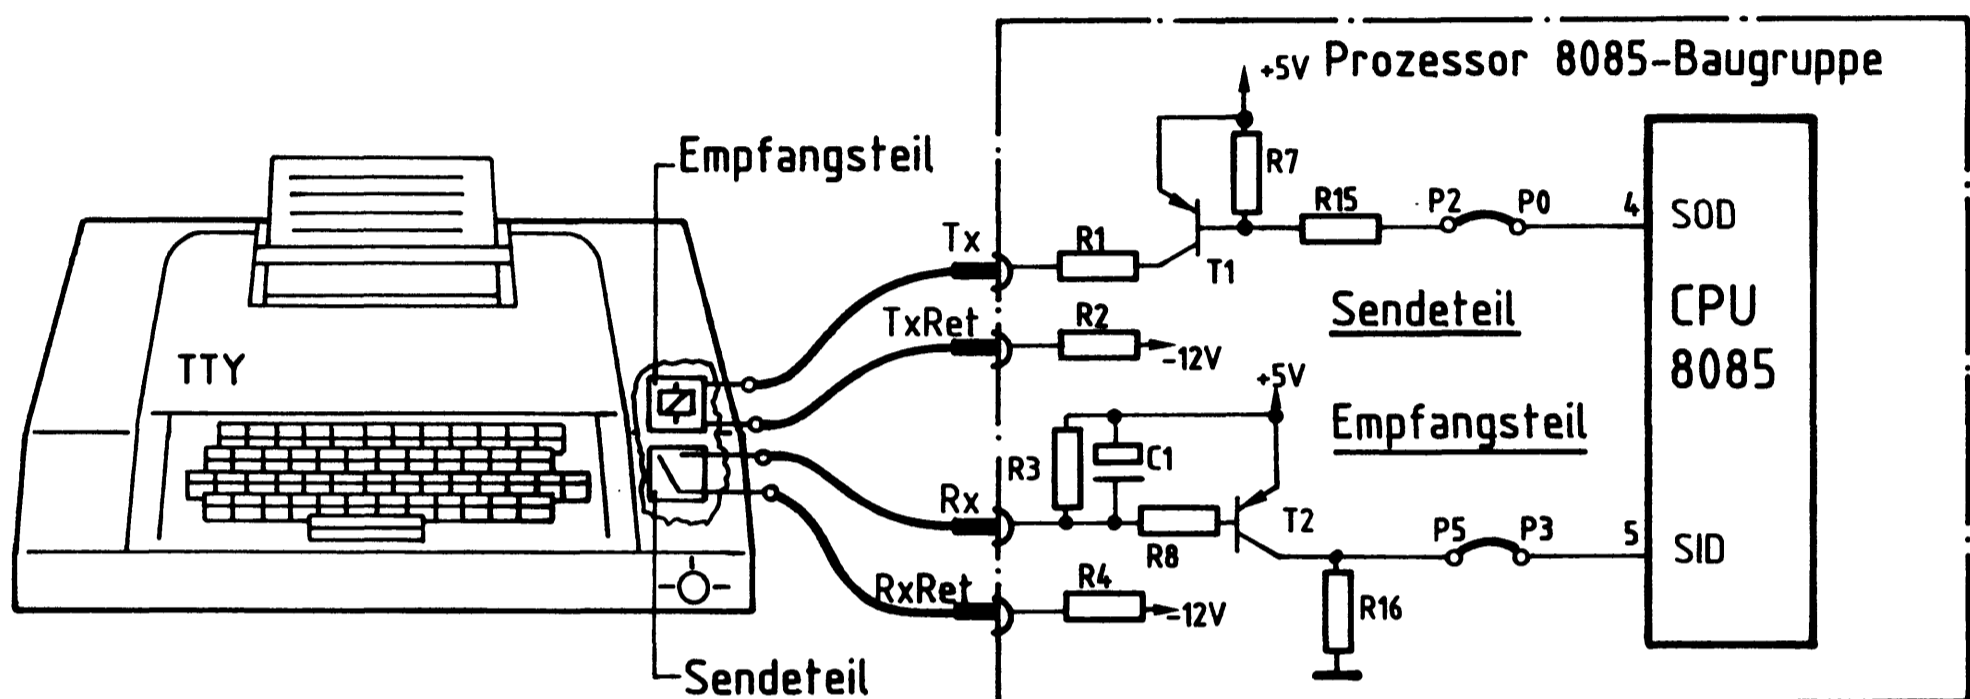 Prozessor 8085-Baugruppe
+5V
Empfangsteil
R7
R15
P2
P0
4
SOD
Tx
R1
T1
TxRet
R2
-12V
Sendeteil
CPU
8085
TTY
+5V
Empfangsteil
R3
C1
Rx
R8
T2
P5
P3
5
SID
RxRet
R4
-12V
R16
Sendeteil